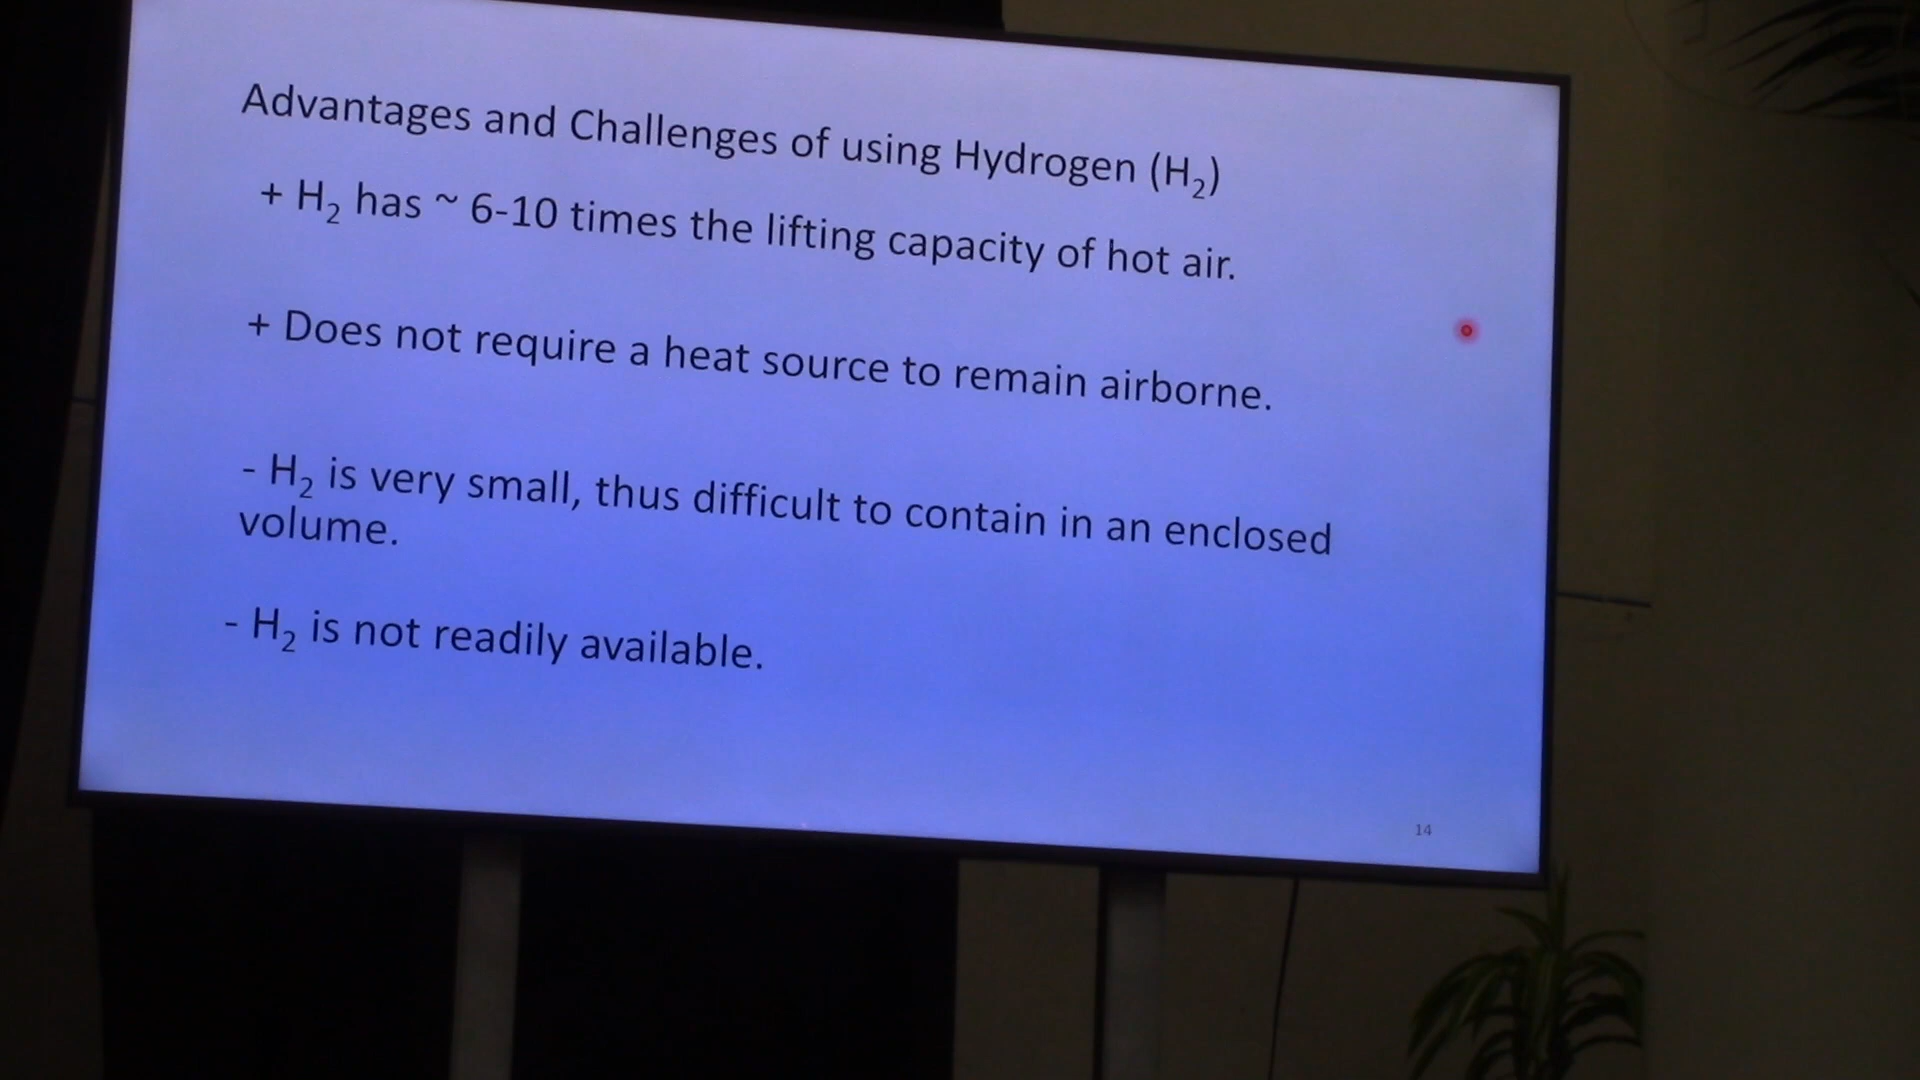 Advantages and Challenges of using Hydrogen (H₂)
+ H₂ has ~ 6-10 times the lifting capacity of hot air.
+ Does not require a heat source to remain airborne.
- H₂ is very small, thus difficult to contain in an enclosed
volume.
- H₂ is not readily available.
14